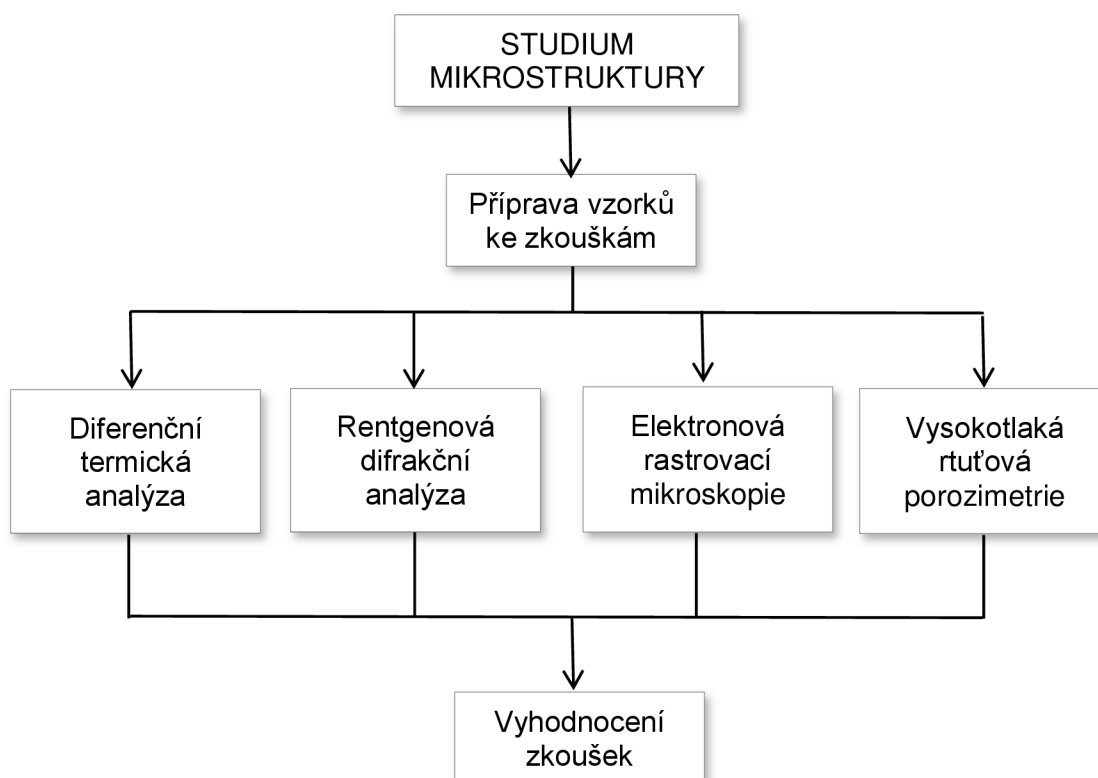 STUDIUM
MIKROSTRUKTURY
Příprava vzorků
ke zkouškám
Diferenční
termická
analýza
Rentgenová
difrakční
analýza
Elektronová
rastrovací
mikroskopie
Vysokotlaká
rtuťová
porozimetrie
Vyhodnocení
zkoušek